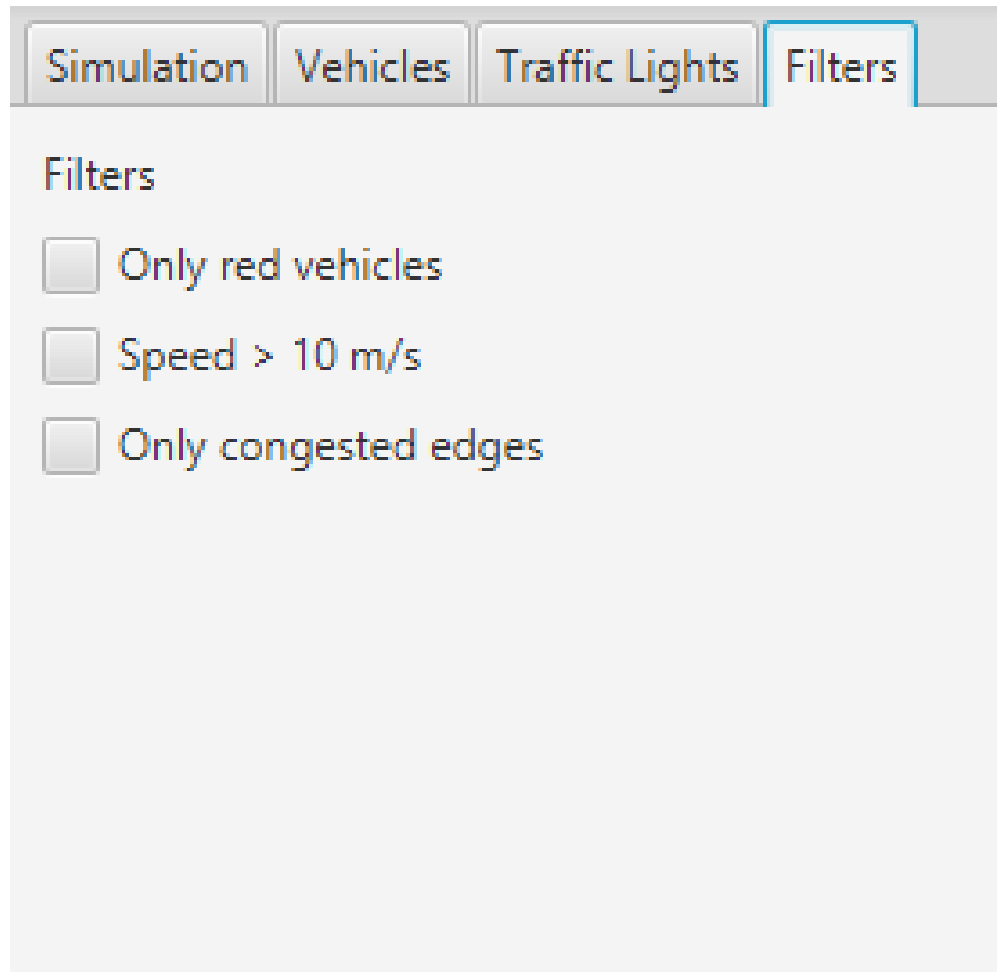 Simulation Vehicles Traffic Lights Filters
Filters
Only red vehicles
Speed > 10 m/s
Only congested edges